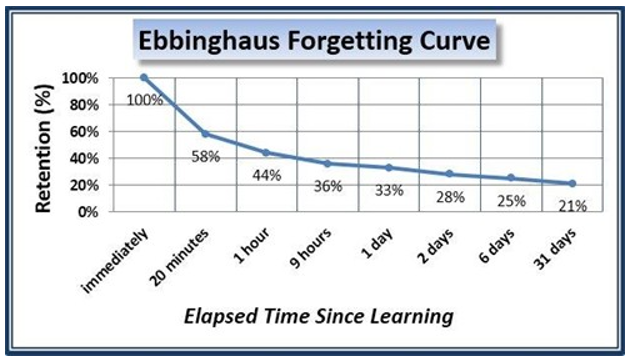 Ebbinghaus Forgetting Curve
Retention (%)
100%
80%
60%
40%
20%
0%
100%
58%
44%
36%
33%
28%
25%
21%
immediately
20 minutes
1 hour
9 hours
1 day
2 days
6 days
31 days
Elapsed Time Since Learning